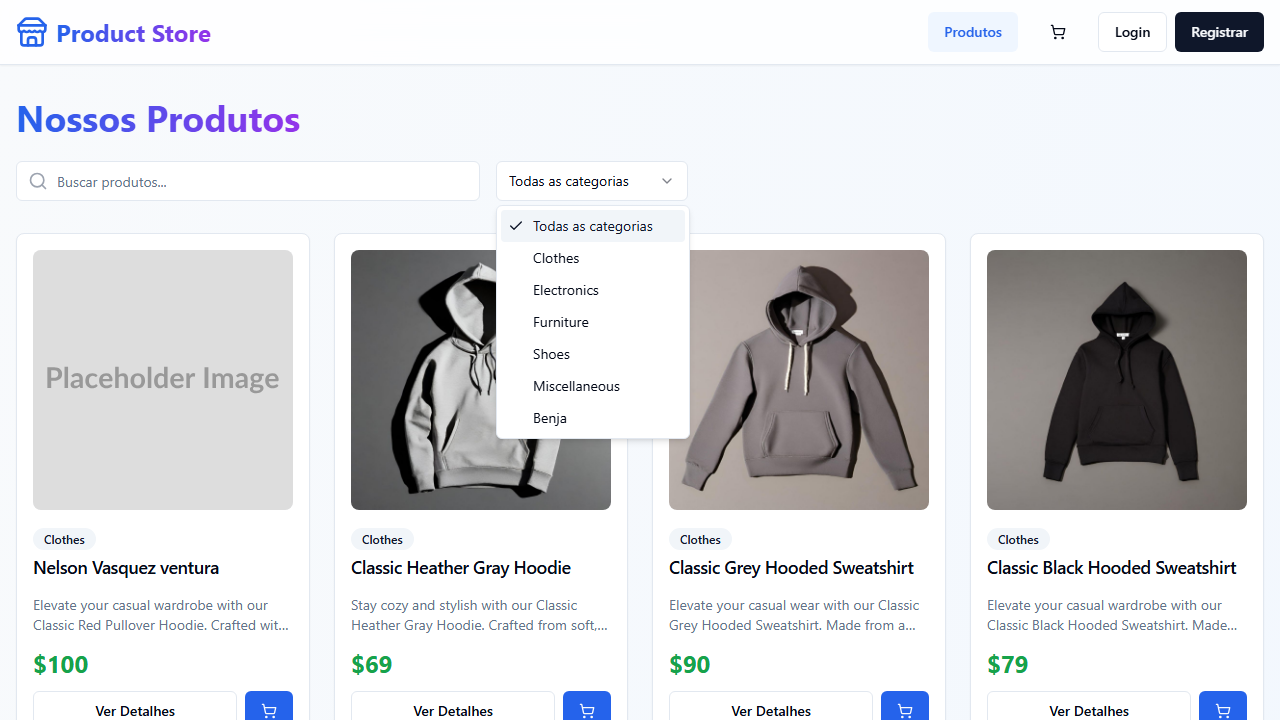 Product Store
Produtos
Login
Registrar
Nossos Produtos
Buscar produtos...
Todas as categorias
Todas as categorias
Clothes
Electronics
Furniture
Shoes
Miscellaneous
Benja
Placeholder Image
Clothes
Nelson Vasquez ventura
Elevate your casual wardrobe with our
Classic Red Pullover Hoodie. Crafted wit...
$100
Ver Detalhes
Clothes
Classic Heather Gray Hoodie
Stay cozy and stylish with our Classic
Heather Gray Hoodie. Crafted from soft,...
$69
Ver Detalhes
Clothes
Classic Grey Hooded Sweatshirt
Elevate your casual wear with our Classic
Grey Hooded Sweatshirt. Made from a...
$90
Ver Detalhes
Clothes
Classic Black Hooded Sweatshirt
Elevate your casual wardrobe with our
Classic Black Hooded Sweatshirt. Made...
$79
Ver Detalhes